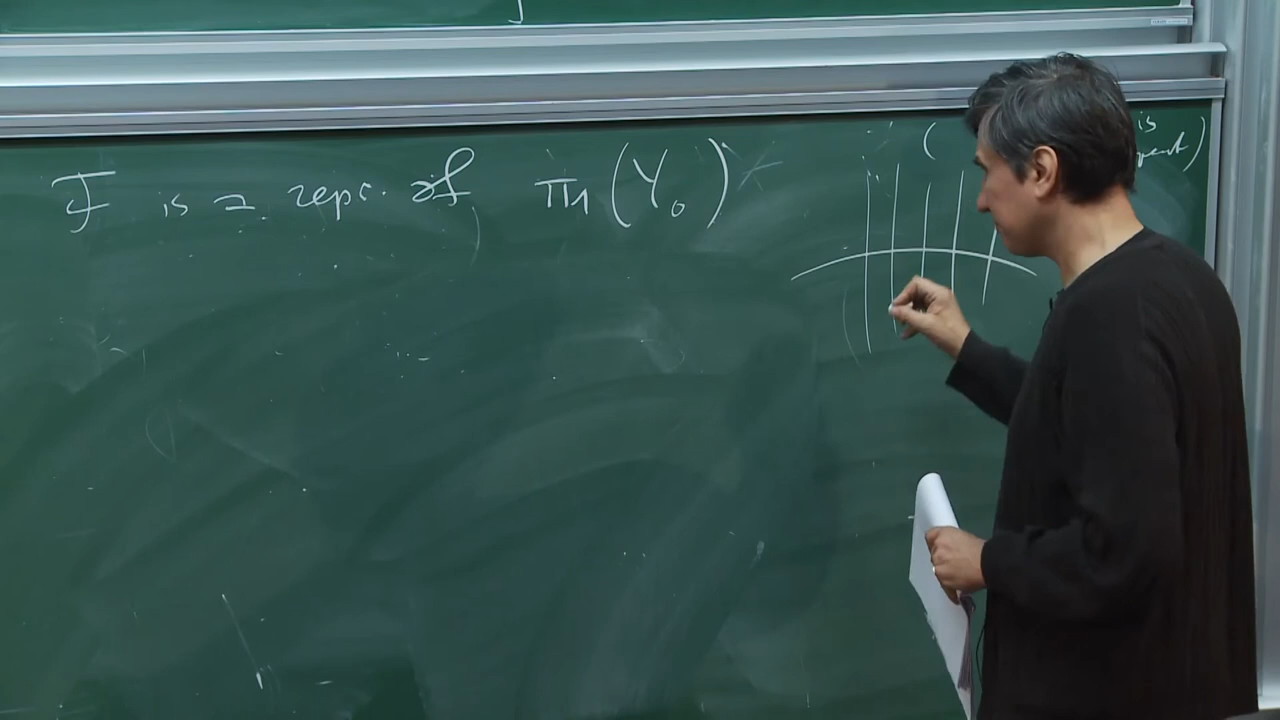 F is a repr. of π₁(Y₀)
( is
)